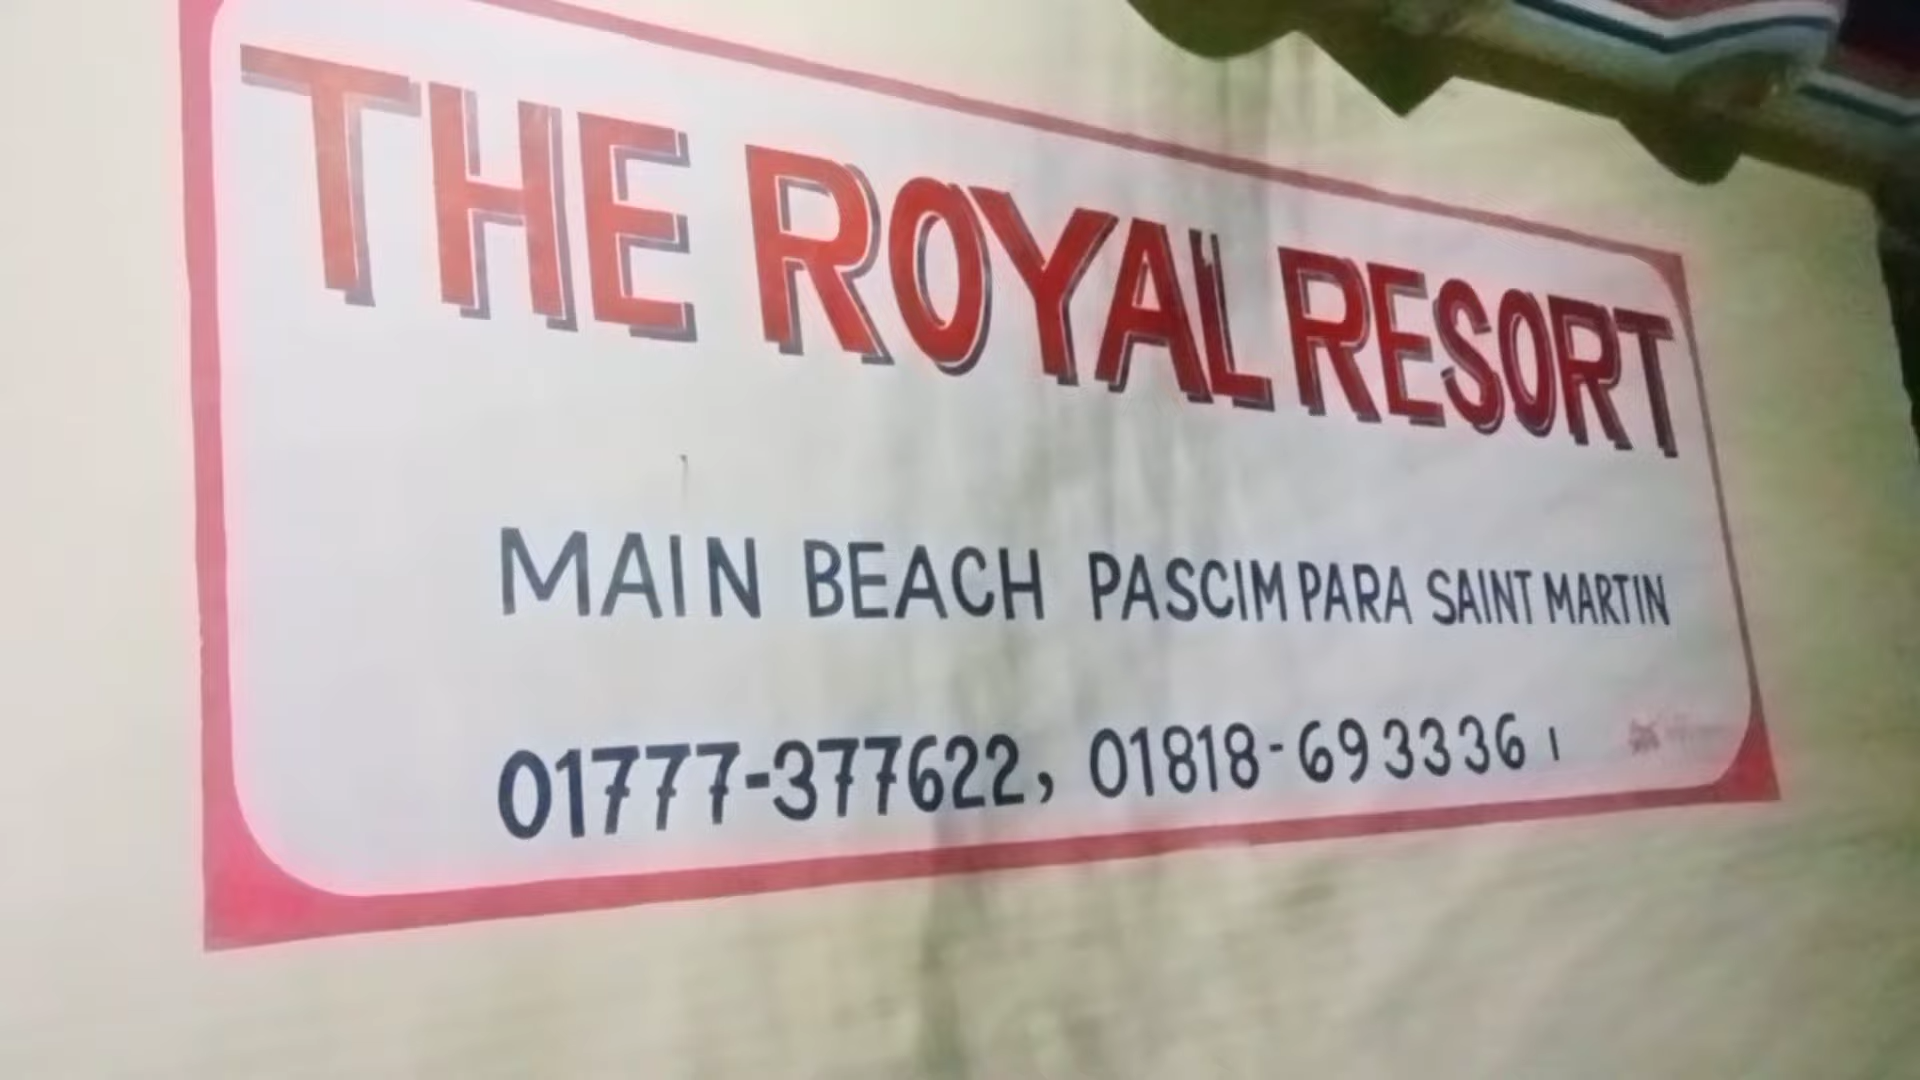 THE ROYAL RESORT
MAIN BEACH PASCIM PARA SAINT MARTIN
01777-377622, 01818-693336।